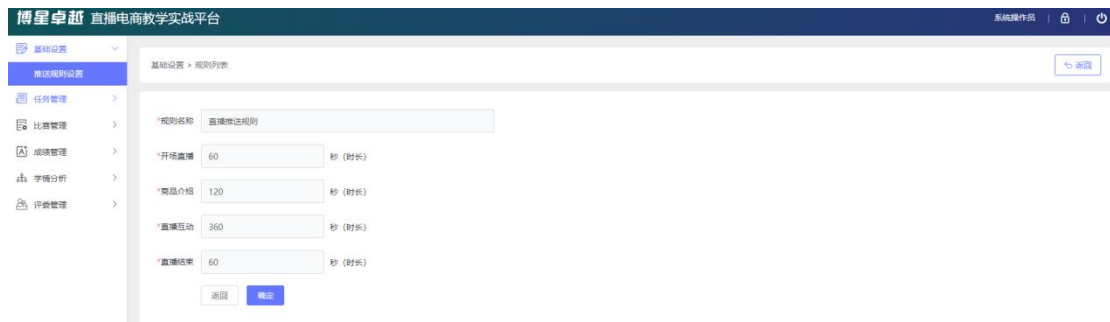 博星卓越 直播电商教学实战平台
系统操作员
基础设置
推送规则设置
任务管理
比赛管理
成绩管理
学情分析
评委管理
基础设置 > 规则列表
返回
*规则名称 直播推送规则
*开场直播 60 秒 (时长)
*商品介绍 120 秒 (时长)
*直播互动 360 秒 (时长)
*直播结束 60 秒 (时长)
返回 确定